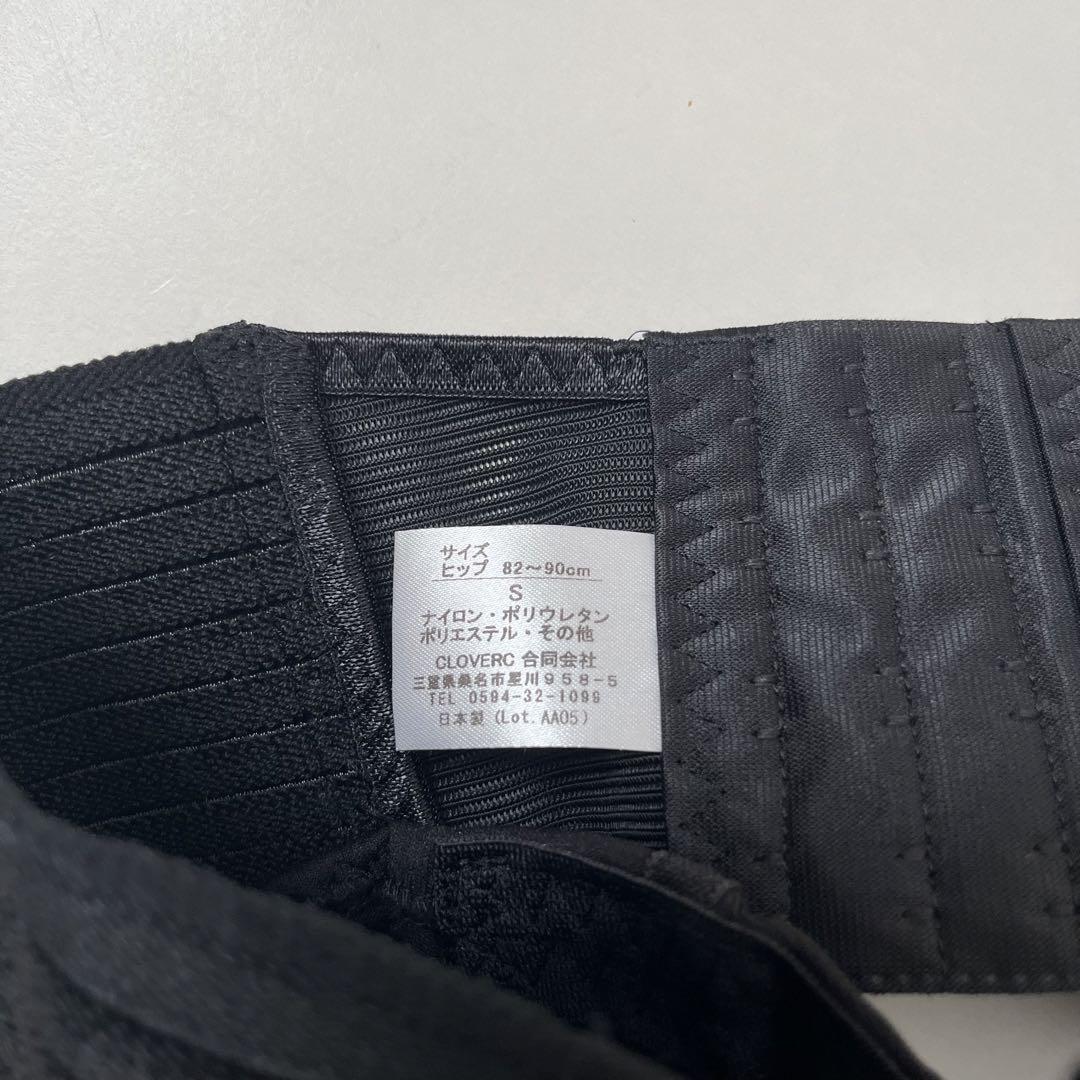 サイズ
ヒップ 82～90cm
S
ナイロン・ポリウレタン
ポリエステル・その他
CLOVERC 合同会社
三重県桑名市星川958-5
TEL 0594-32-1099
日本製(Lot.AA05)